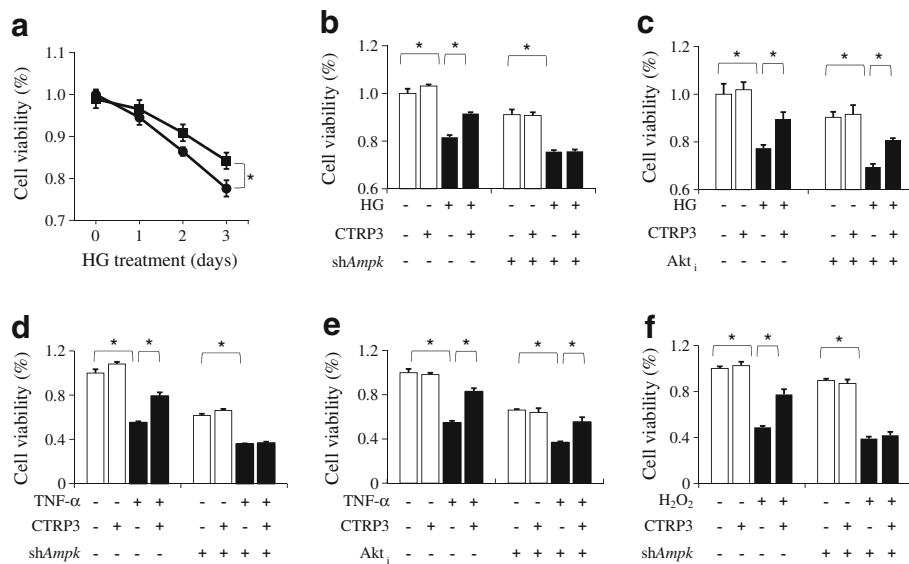 a
Cell viability (%)
1.1
1.0
0.9
0.8
0.7
*
0 1 2 3
HG treatment (days)
b
Cell viability (%)
1.2
1.0
0.8
0.6
* * *
HG - - + + - - + +
CTRP3 - + - + - + - +
shAmpk - - - - + + + +
c
Cell viability (%)
1.2
1.0
0.8
0.6
* * * *
HG - - + + - - + +
CTRP3 - + - + - + - +
Akt i - - - - + + + +
d
Cell viability (%)
1.2
0.8
0.4
0
* * *
TNF-α - - + + - - + +
CTRP3 - + - + - + - +
shAmpk - - - - + + + +
e
Cell viability (%)
1.2
0.8
0.4
0
* * * *
TNF-α - - + + - - + +
CTRP3 - + - + - + - +
Akt i - - - - + + + +
f
Cell viability (%)
1.2
0.8
0.4
0
* * *
H₂O₂ - - + + - - + +
CTRP3 - + - + - + - +
shAmpk - - - - + + + +